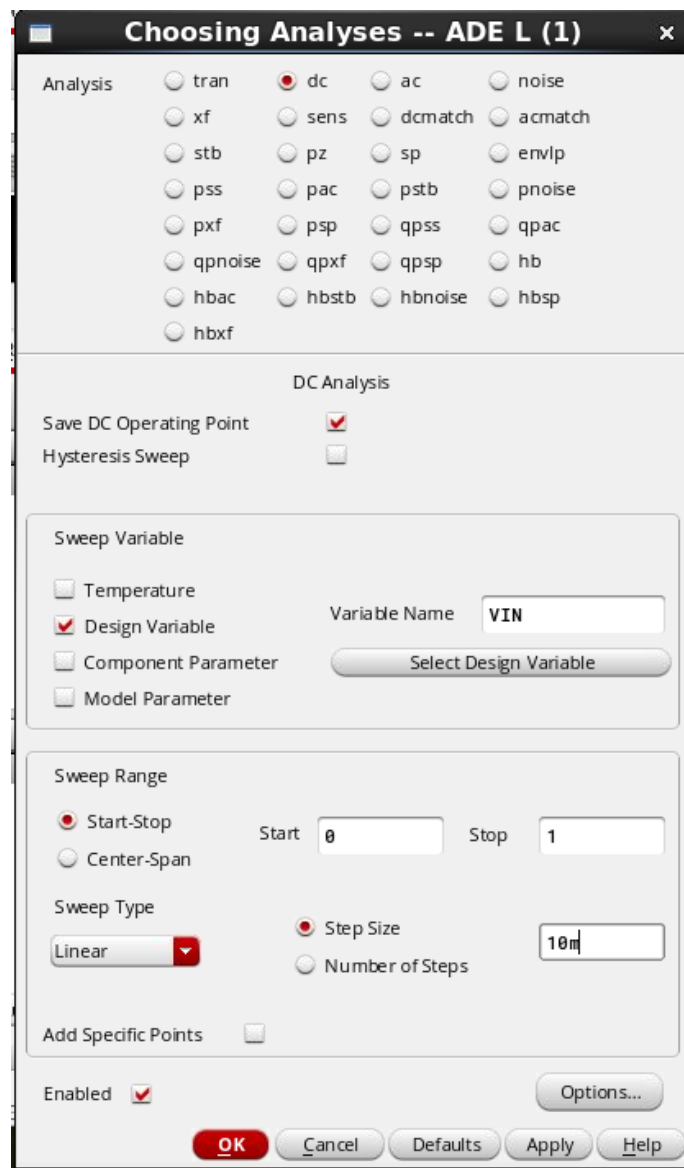 Choosing Analyses -- ADE L (1)
Analysis tran dc ac noise
xf sens dcmatch acmatch
stb pz sp envlp
pss pac pstb pnoise
pxf psp qpss qpac
qpnoise qpxf qpsp hb
hbac hbstb hbnoise hbsp
hbxf
DC Analysis
Save DC Operating Point
Hysteresis Sweep
Sweep Variable
Temperature
Design Variable Variable Name VIN
Component Parameter Select Design Variable
Model Parameter
Sweep Range
Start-Stop Start 0 Stop 1
Center-Span
Sweep Type
Linear Step Size 10m
Number of Steps
Add Specific Points
Enabled Options...
OK Cancel Defaults Apply Help